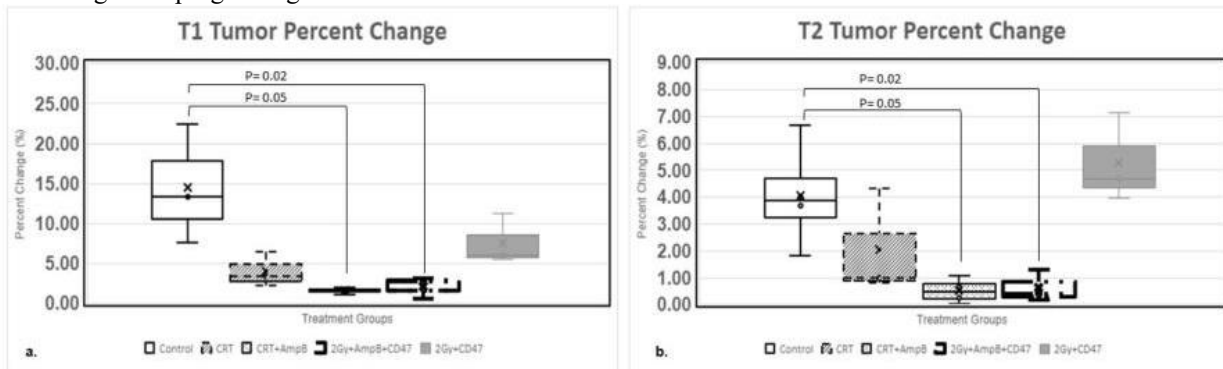 T1 Tumor Percent Change
30.00
25.00
20.00
15.00
10.00
5.00
0.00
Percent Change (%)
P= 0.02
P= 0.05
Treatment Groups
a.
Control CRT CRT+AmpB 2Gy+AmpB+CD47 2Gy+CD47
T2 Tumor Percent Change
9.00
8.00
7.00
6.00
5.00
4.00
3.00
2.00
1.00
0.00
Percent Change (%)
P= 0.02
P= 0.05
Treatment Groups
b.
Control CRT CRT+AmpB 2Gy+AmpB+CD47 2Gy+CD47